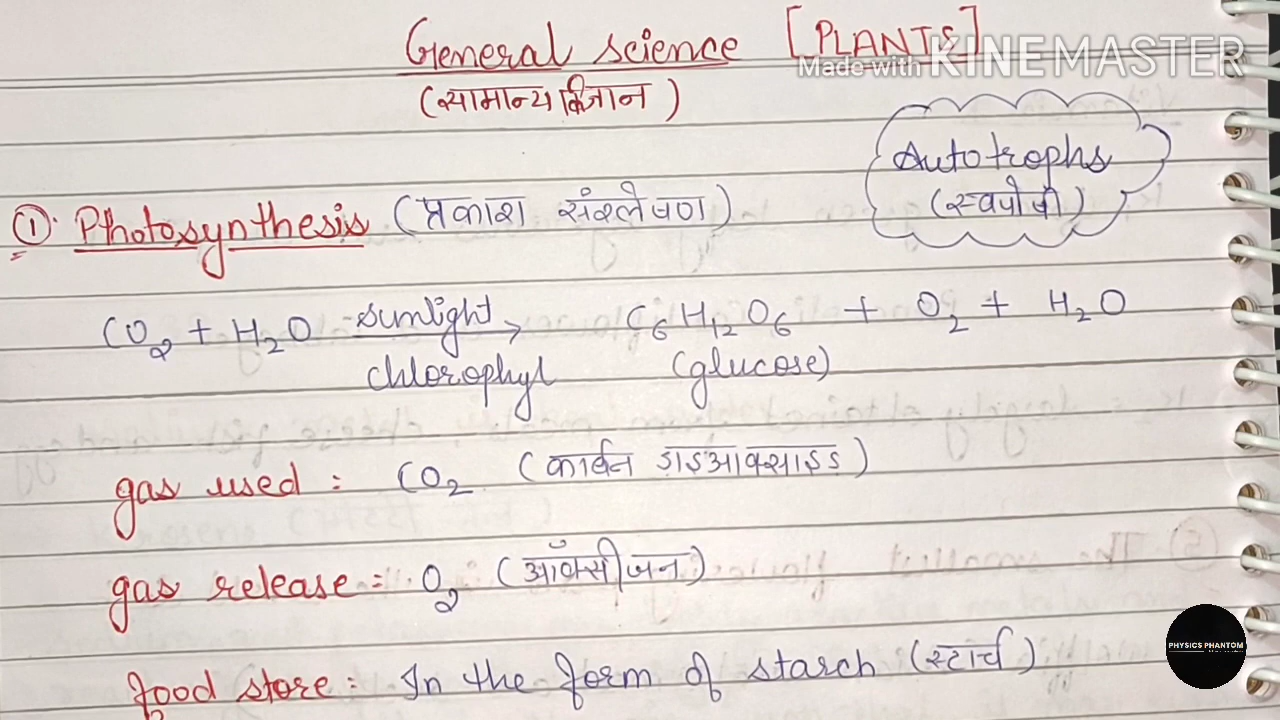 General science [PLANTS]
Made with KINEMASTER
(सामान्य विज्ञान)
Autotrophs
(स्वपोषी)
① Photosynthesis (प्रकाश संश्लेषण)
CO2 + H2O sunlight → C6H12O6 + O2 + H2O
chlorophyl (glucose)
gas used : CO2 (कार्बन डाइऑक्साइड)
gas release : O2 (ऑक्सीजन)
food store : In the form of starch (स्टार्च)
PHYSICS PHANTOM